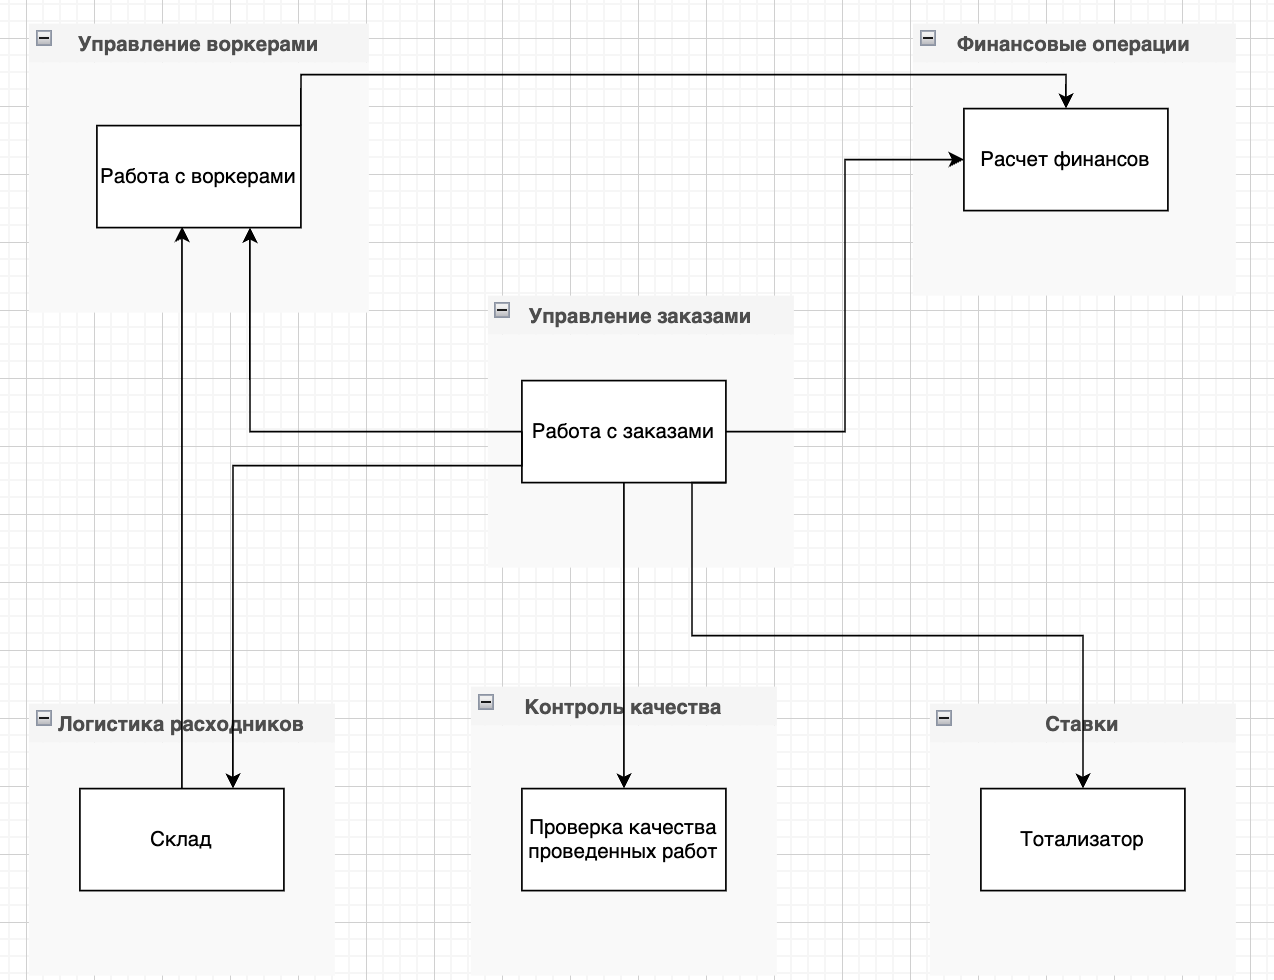 Управление воркерами
Финансовые операции
Работа с воркерами
Расчет финансов
Управление заказами
Работа с заказами
Логистика расходников
Контроль качества
Ставки
Склад
Проверка качества
проведенных работ
Тотализатор